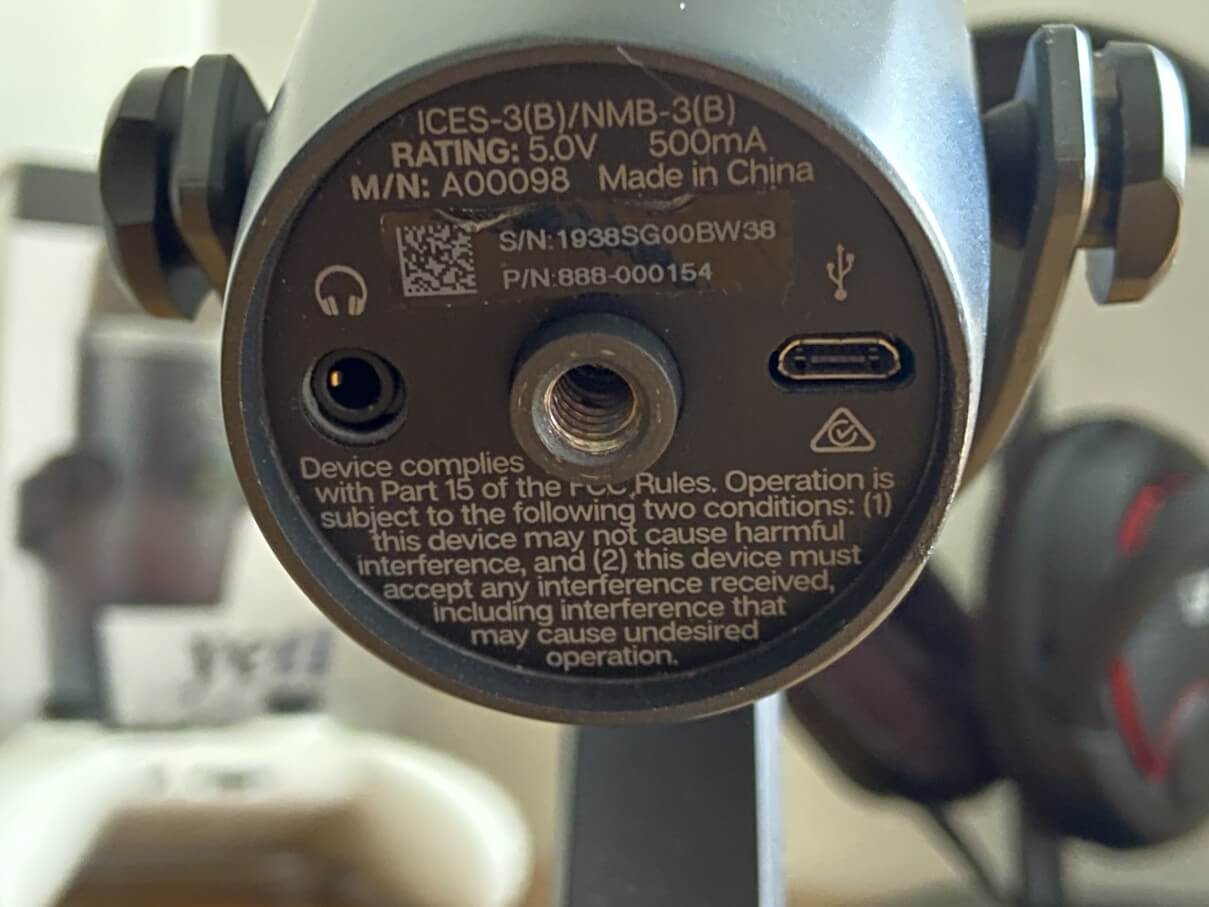 ICES-3(B)/NMB-3(B)
RATING: 5.0V 500mA
M/N: A00098 Made in China
S/N:1938SG00BW38
P/N:888-000154
Device complies
with Part 15 of the FCC Rules. Operation is
subject to the following two conditions: (1)
this device may not cause harmful
interference, and (2) this device must
accept any interference received,
including interference that
may cause undesired
operation.